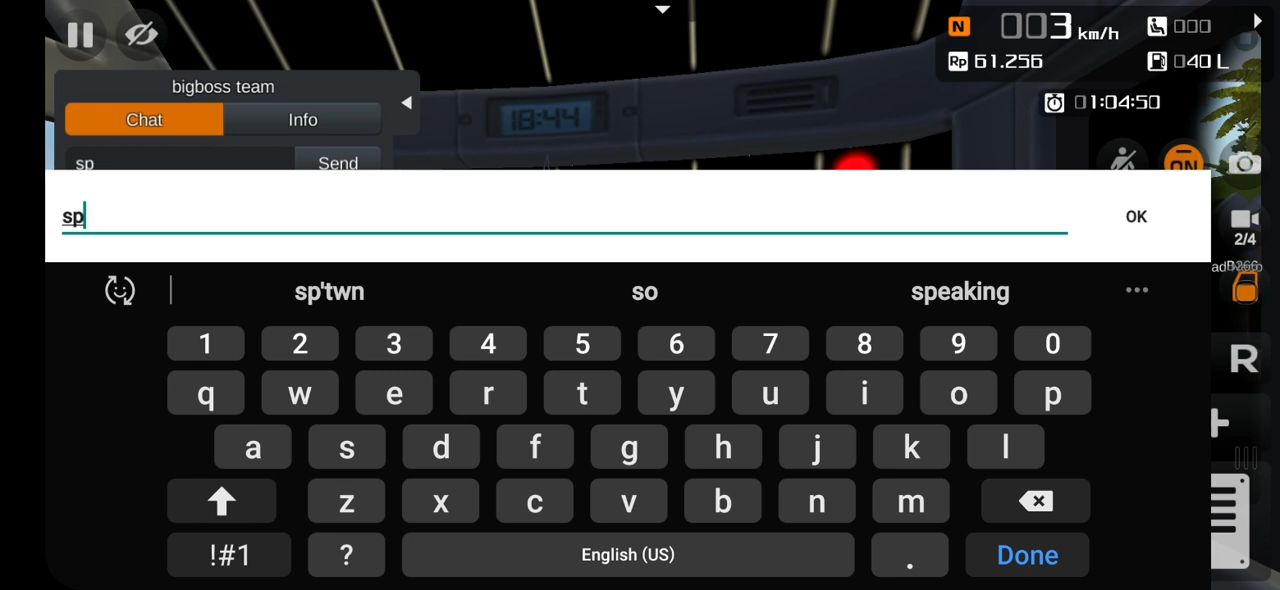 N 003 km/h 000
Rp 61.256 040 L
bigboss team
01:04:50
Chat Info
18:44
sp Send
ON
sp OK
2/4
sp'twn so speaking
1 2 3 4 5 6 7 8 9 0
R
q w e r t y u i o p
a s d f g h j k l
z x c v b n m
!#1 ? English (US) . Done